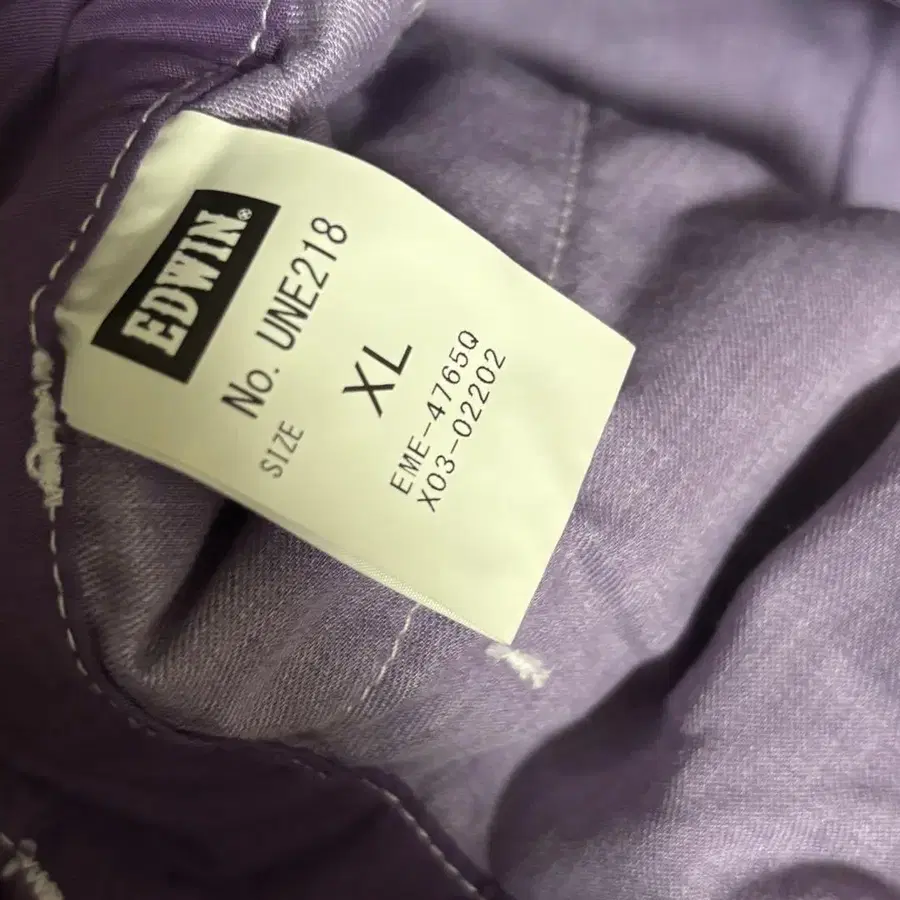 EDWIN®
No. UNE218
SIZE XL
EME-4765Q
X03-02202